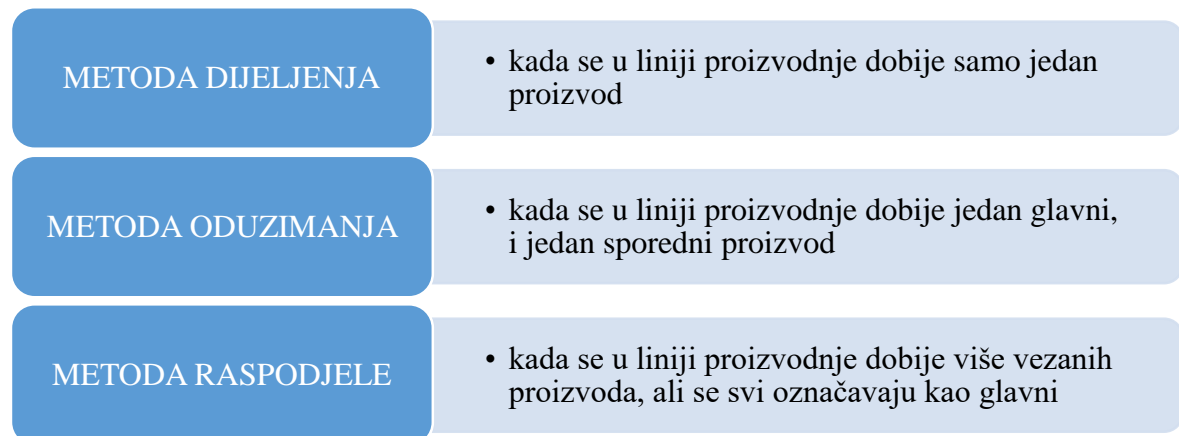 METODA DIJELJENJA
• kada se u liniji proizvodnje dobije samo jedan
proizvod
METODA ODUZIMANJA
• kada se u liniji proizvodnje dobije jedan glavni,
i jedan sporedni proizvod
METODA RASPODJELE
• kada se u liniji proizvodnje dobije više vezanih
proizvoda, ali se svi označavaju kao glavni